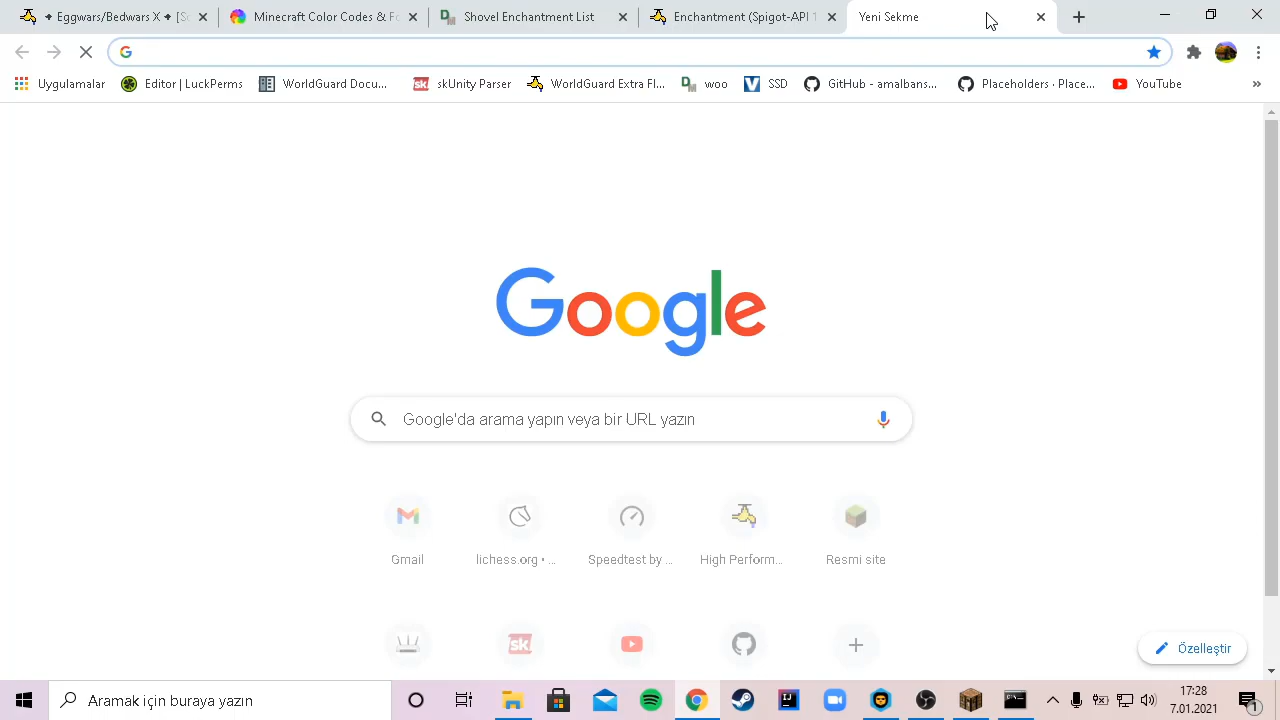 Eggwars/Bedwars X
Minecraft Color Codes & Fo
Shovel Enchantment List
Enchantment (Spigot-API 1
Yeni Sekme
Uygulamalar
Editor | LuckPerms
WorldGuard Docu...
skUnity Parser
WorldGuard Extra Fl...
woo
SSD
GitHub - amalbans...
Placeholders · Place...
YouTube
Google
Google'da arama yapın veya bir URL yazın
Gmail
lichess.org • ...
Speedtest by ...
High Perform...
Resmi site
sk
Özelleştir
Aramak için buraya yazın
17:28
7.01.2021
1